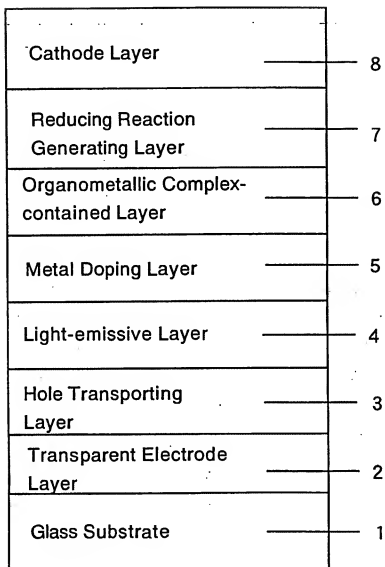 Cathode Layer
8
Reducing Reaction
Generating Layer
7
Organometallic Complex-
contained Layer
6
Metal Doping Layer
5
Light-emissive Layer
4
Hole Transporting
Layer
3
Transparent Electrode
Layer
2
Glass Substrate
1